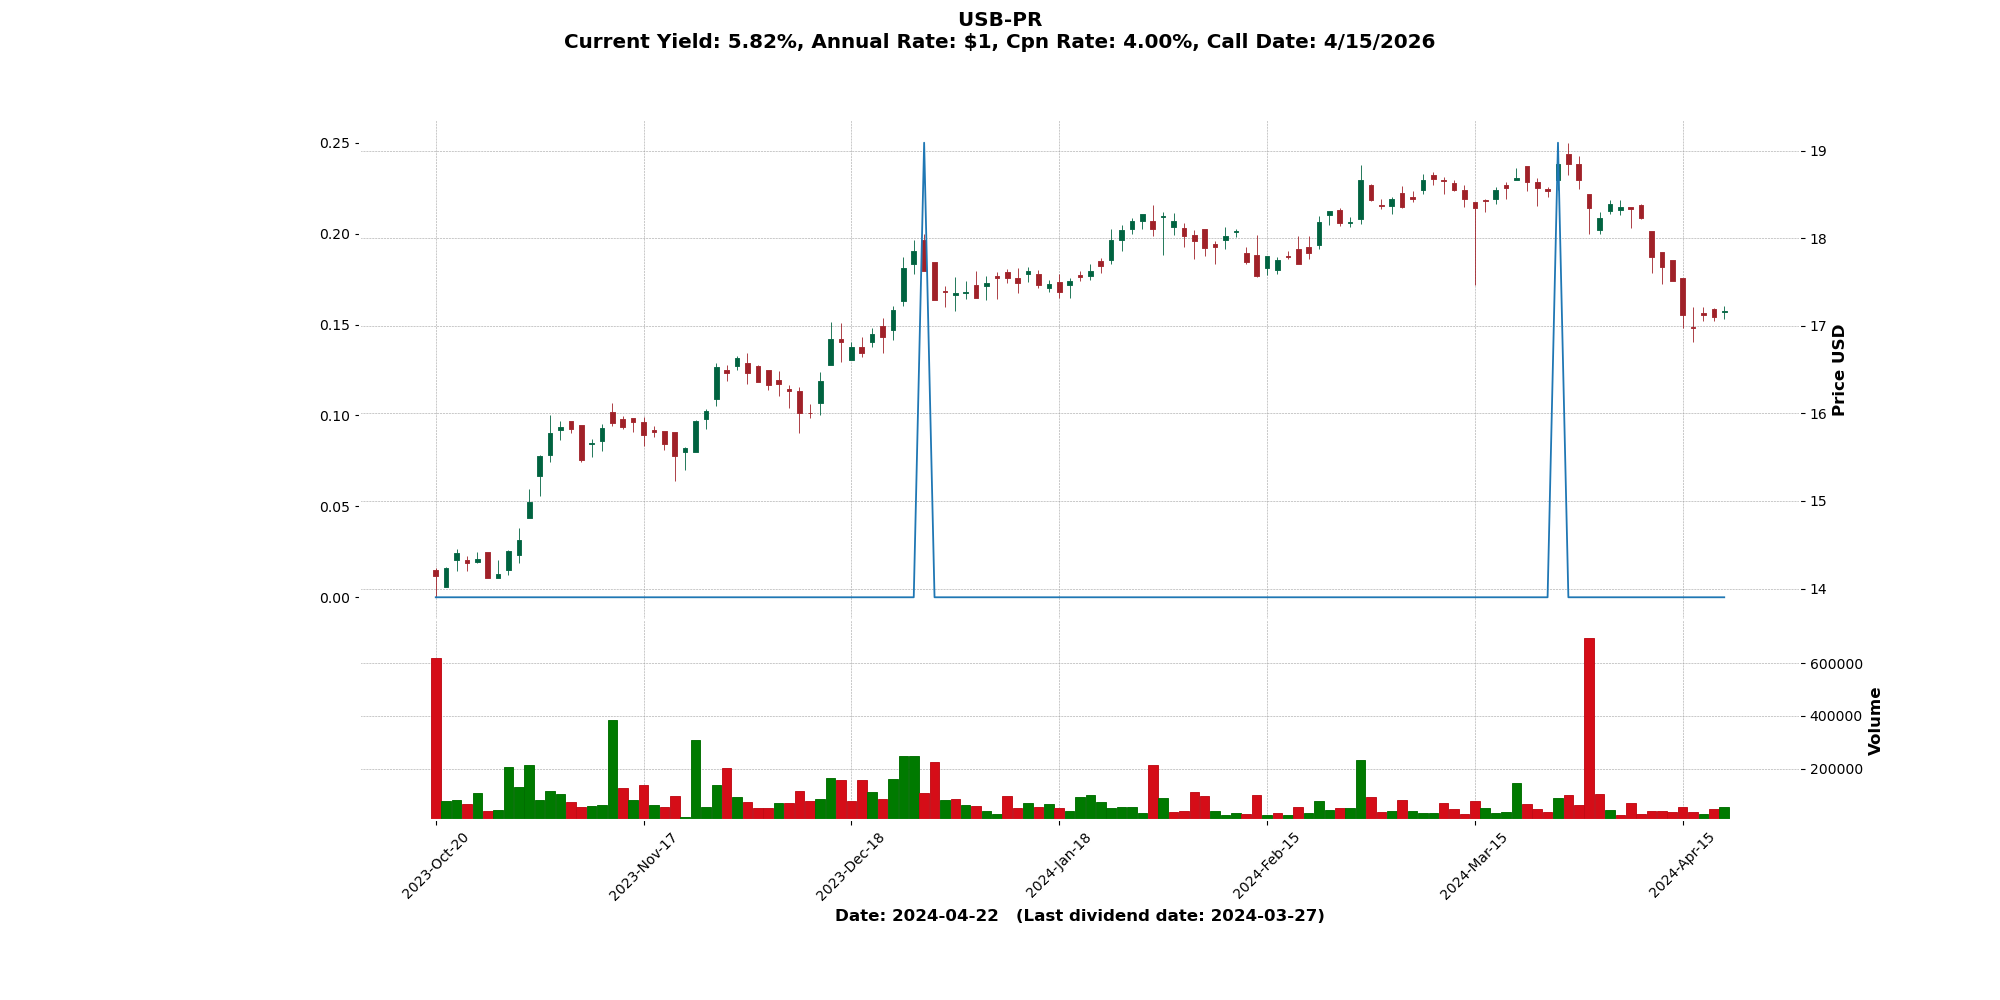 USB-PR
Current Yield: 5.82%, Annual Rate: $1, Cpn Rate: 4.00%, Call Date: 4/15/2026
0.25
0.20
0.15
0.10
0.05
0.00
19
18
17
16
15
14
Price USD
600000
400000
200000
Volume
2023-Oct-20
2023-Nov-17
2023-Dec-18
2024-Jan-18
2024-Feb-15
2024-Mar-15
2024-Apr-15
Date: 2024-04-22 (Last dividend date: 2024-03-27)